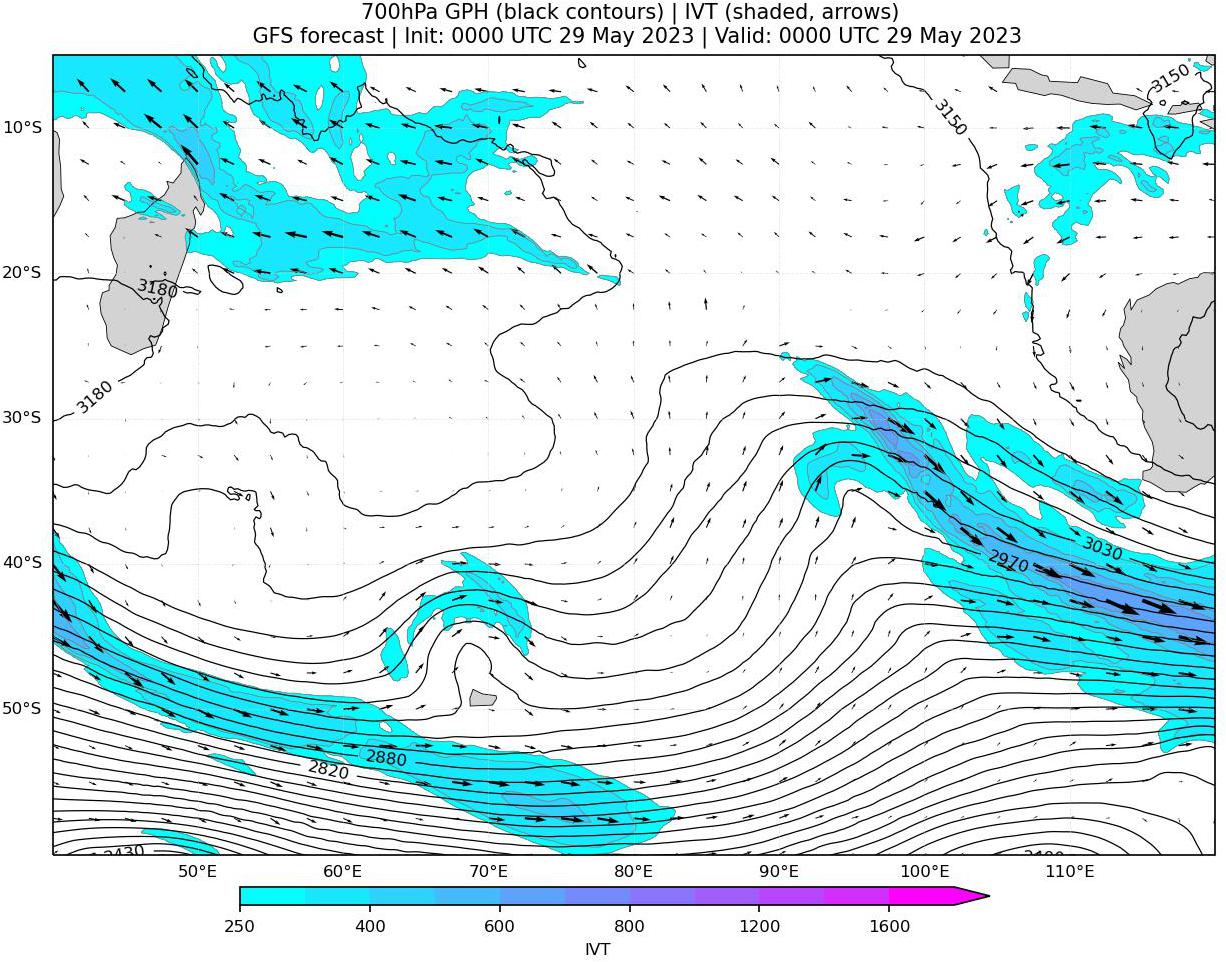 700hPa GPH (black contours) | IVT (shaded, arrows)
GFS forecast | Init: 0000 UTC 29 May 2023 | Valid: 0000 UTC 29 May 2023
3150
3150
10°S
20°S
3180
3180
30°S
40°S
3030
2970
50°S
2880
2820
2430
50°E 60°E 70°E 80°E 90°E 100°E 110°E
250 400 600 800 1200 1600
IVT